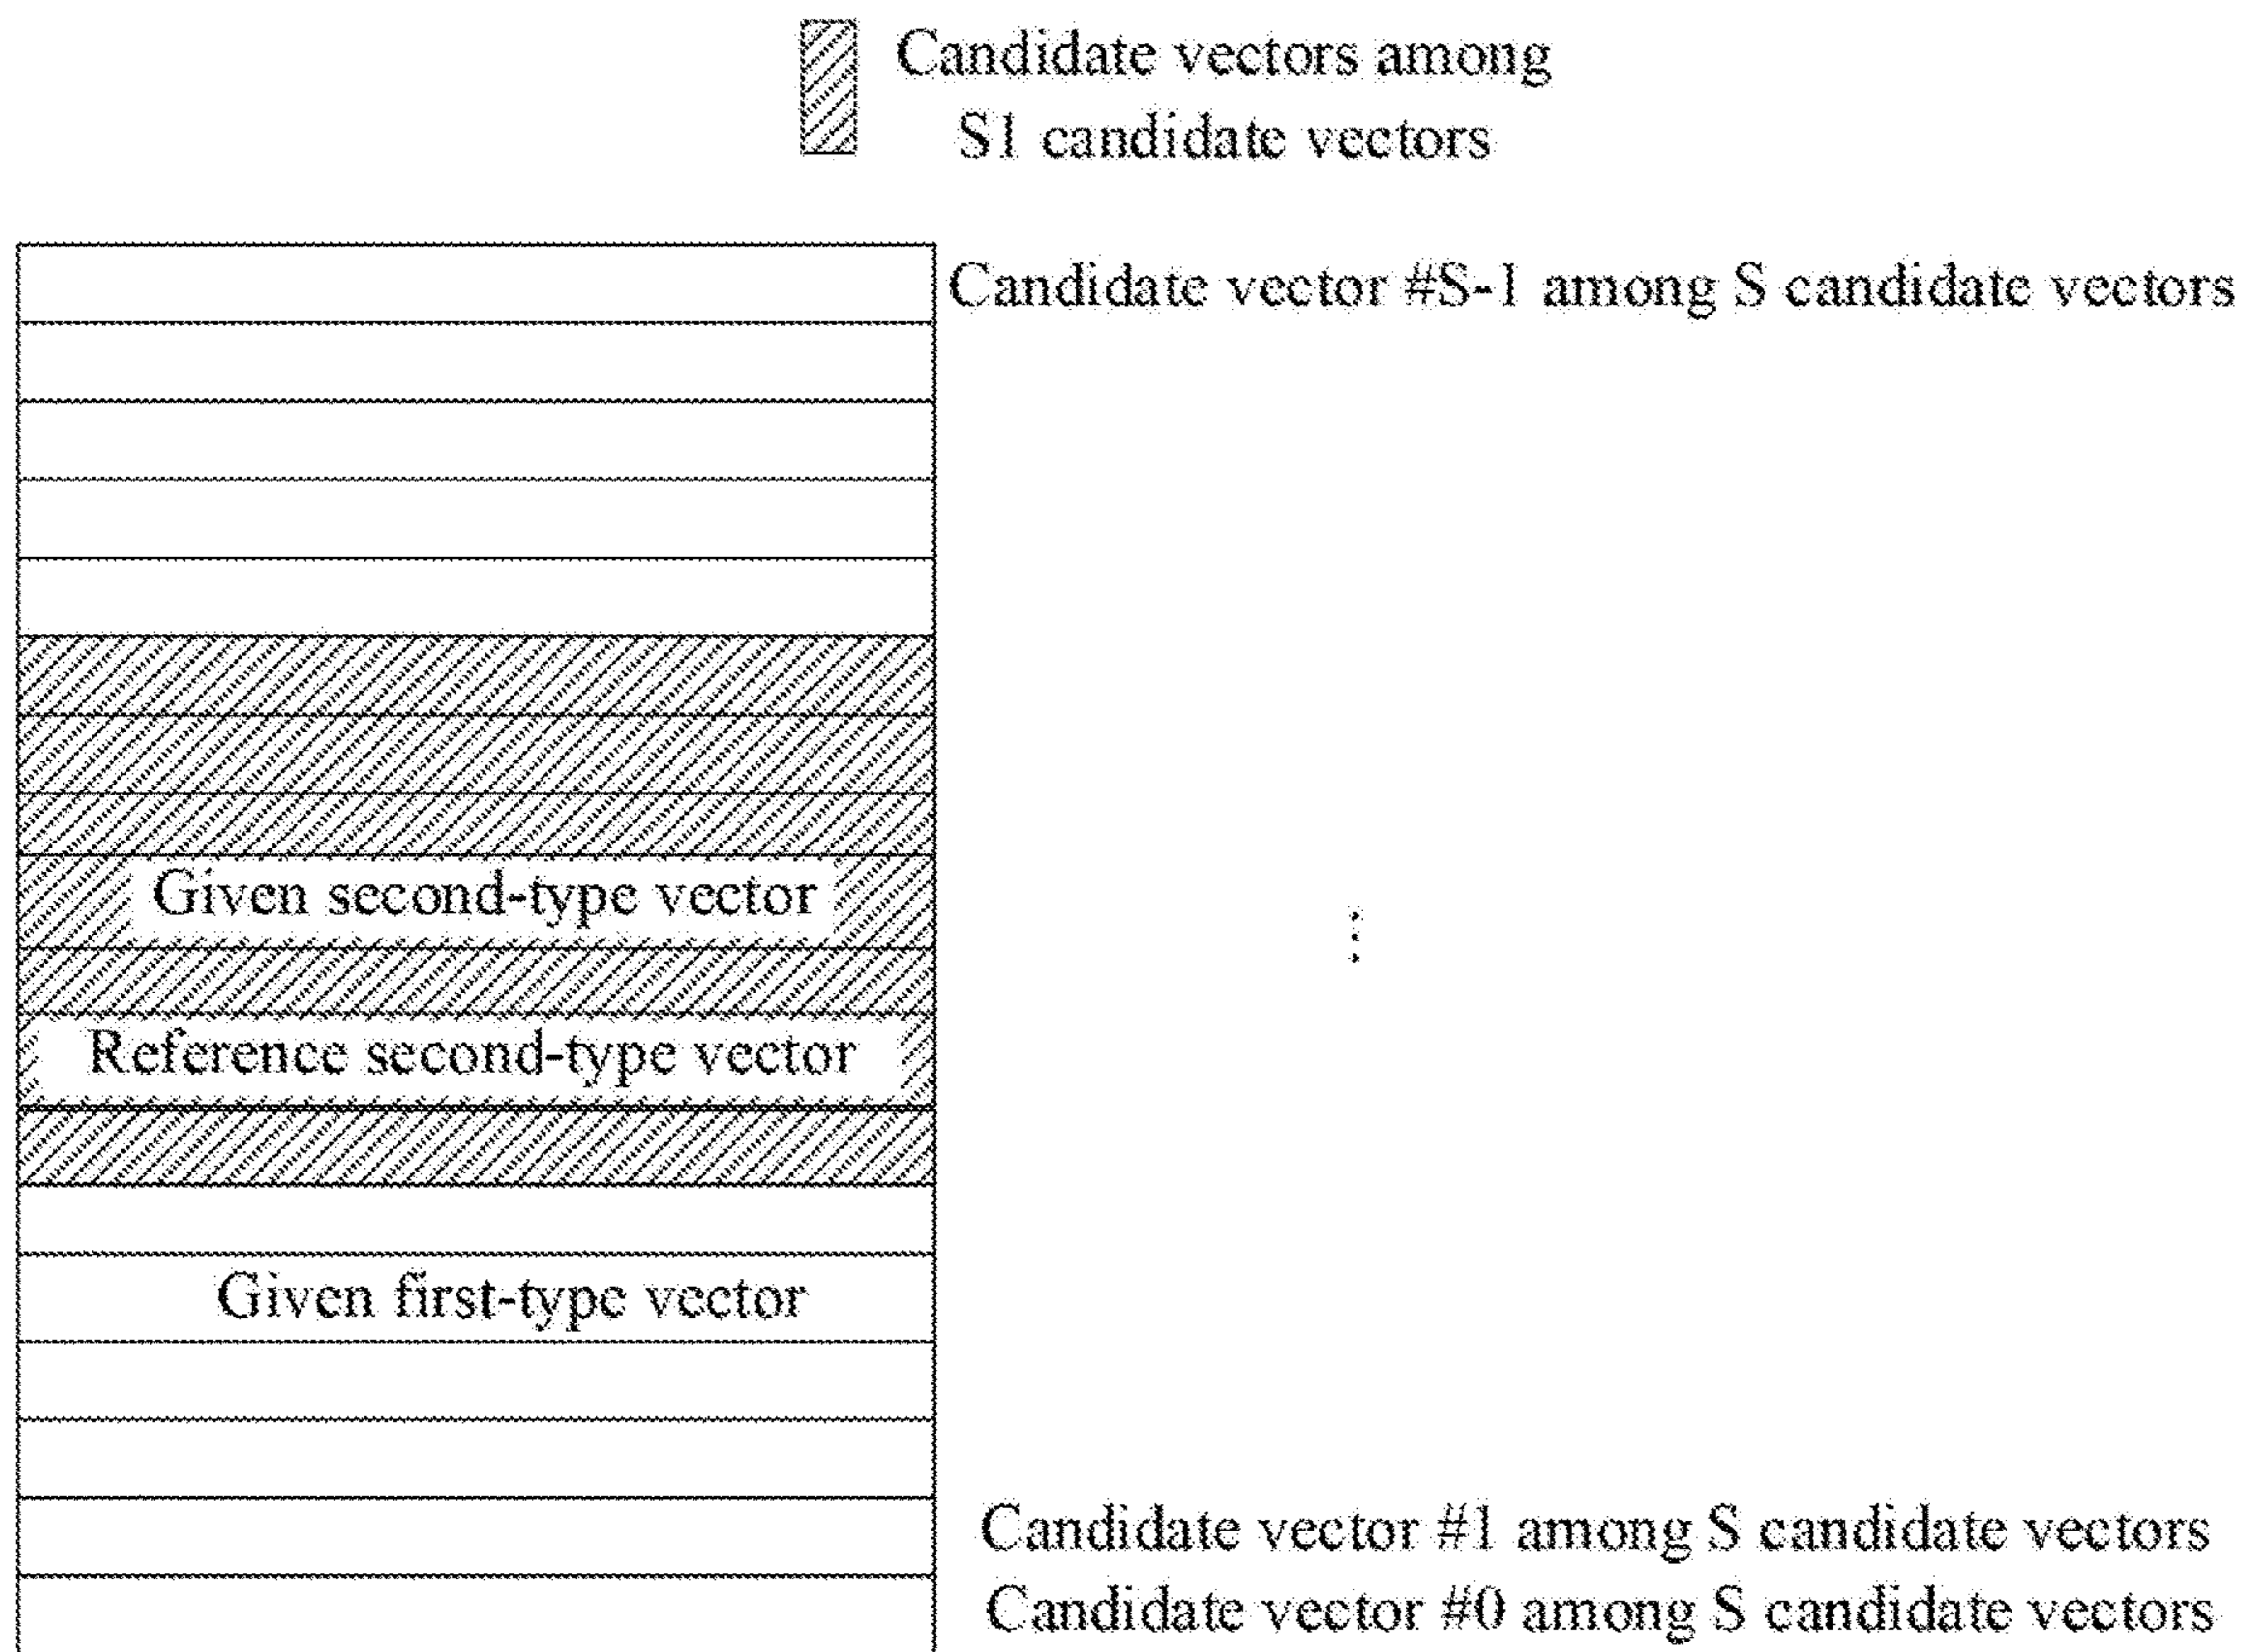 Candidate vectors among
S1 candidate vectors
Candidate vector #S-1 among S candidate vectors
Given second-type vector
⋮
Reference second-type vector
Given first-type vector
Candidate vector #1 among S candidate vectors
Candidate vector #0 among S candidate vectors